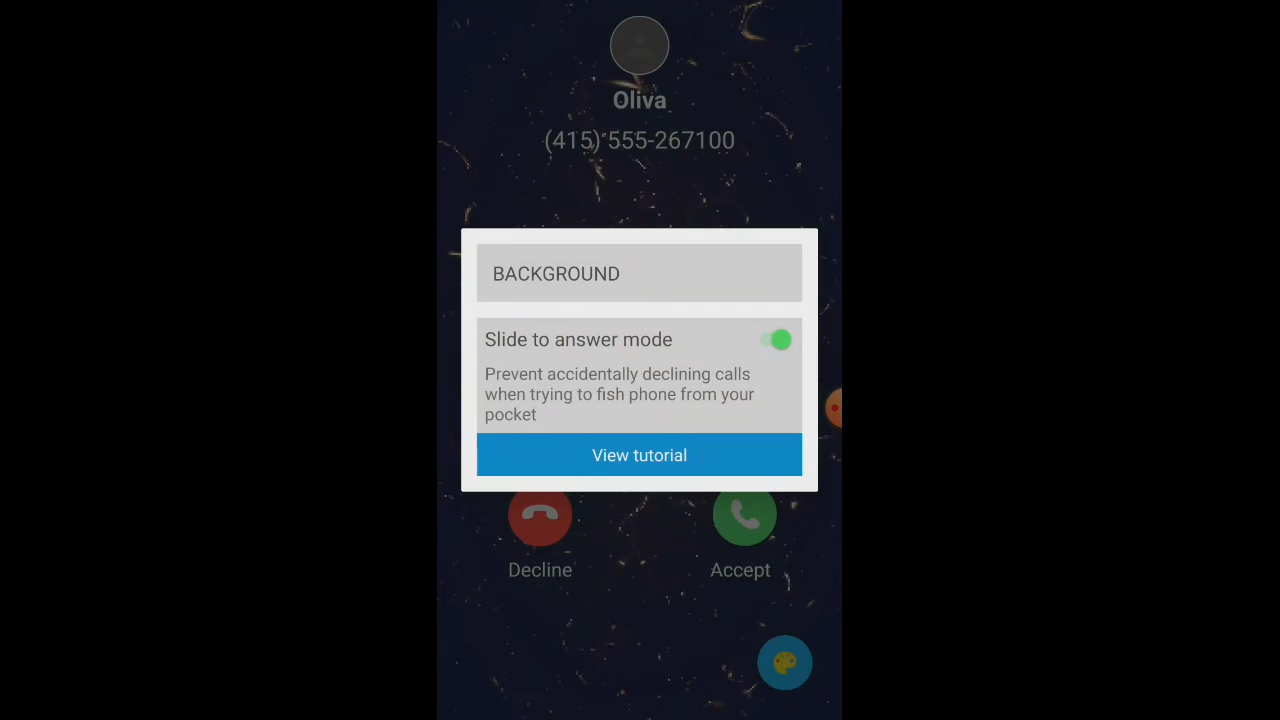 Oliva
(415) 555-267100
BACKGROUND
Slide to answer mode
Prevent accidentally declining calls
when trying to fish phone from your
pocket
View tutorial
Decline
Accept